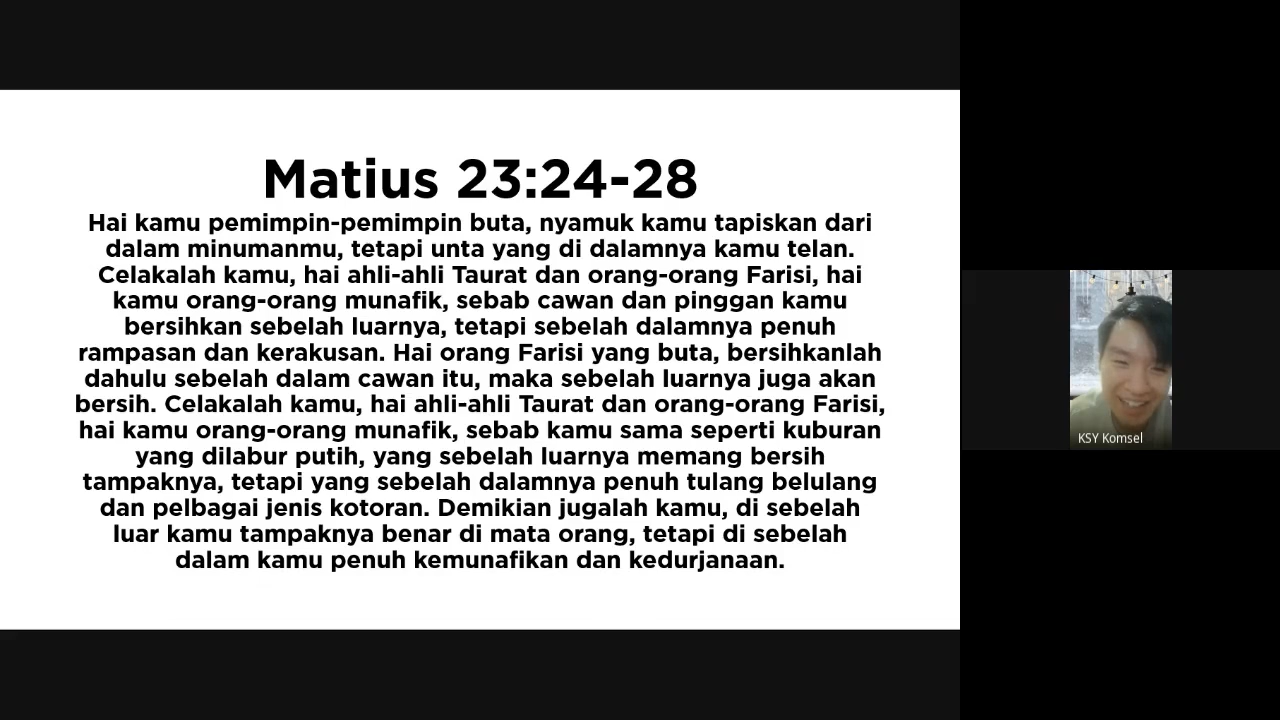 Matius 23:24-28
Hai kamu pemimpin-pemimpin buta, nyamuk kamu tapiskan dari
dalam minumanmu, tetapi unta yang di dalamnya kamu telan.
Celakalah kamu, hai ahli-ahli Taurat dan orang-orang Farisi, hai
kamu orang-orang munafik, sebab cawan dan pinggan kamu
bersihkan sebelah luarnya, tetapi sebelah dalamnya penuh
rampasan dan kerakusan. Hai orang Farisi yang buta, bersihkanlah
dahulu sebelah dalam cawan itu, maka sebelah luarnya juga akan
bersih. Celakalah kamu, hai ahli-ahli Taurat dan orang-orang Farisi,
hai kamu orang-orang munafik, sebab kamu sama seperti kuburan
yang dilabur putih, yang sebelah luarnya memang bersih
tampaknya, tetapi yang sebelah dalamnya penuh tulang belulang
dan pelbagai jenis kotoran. Demikian jugalah kamu, di sebelah
luar kamu tampaknya benar di mata orang, tetapi di sebelah
dalam kamu penuh kemunafikan dan kedurjanaan.
KSY Komsel